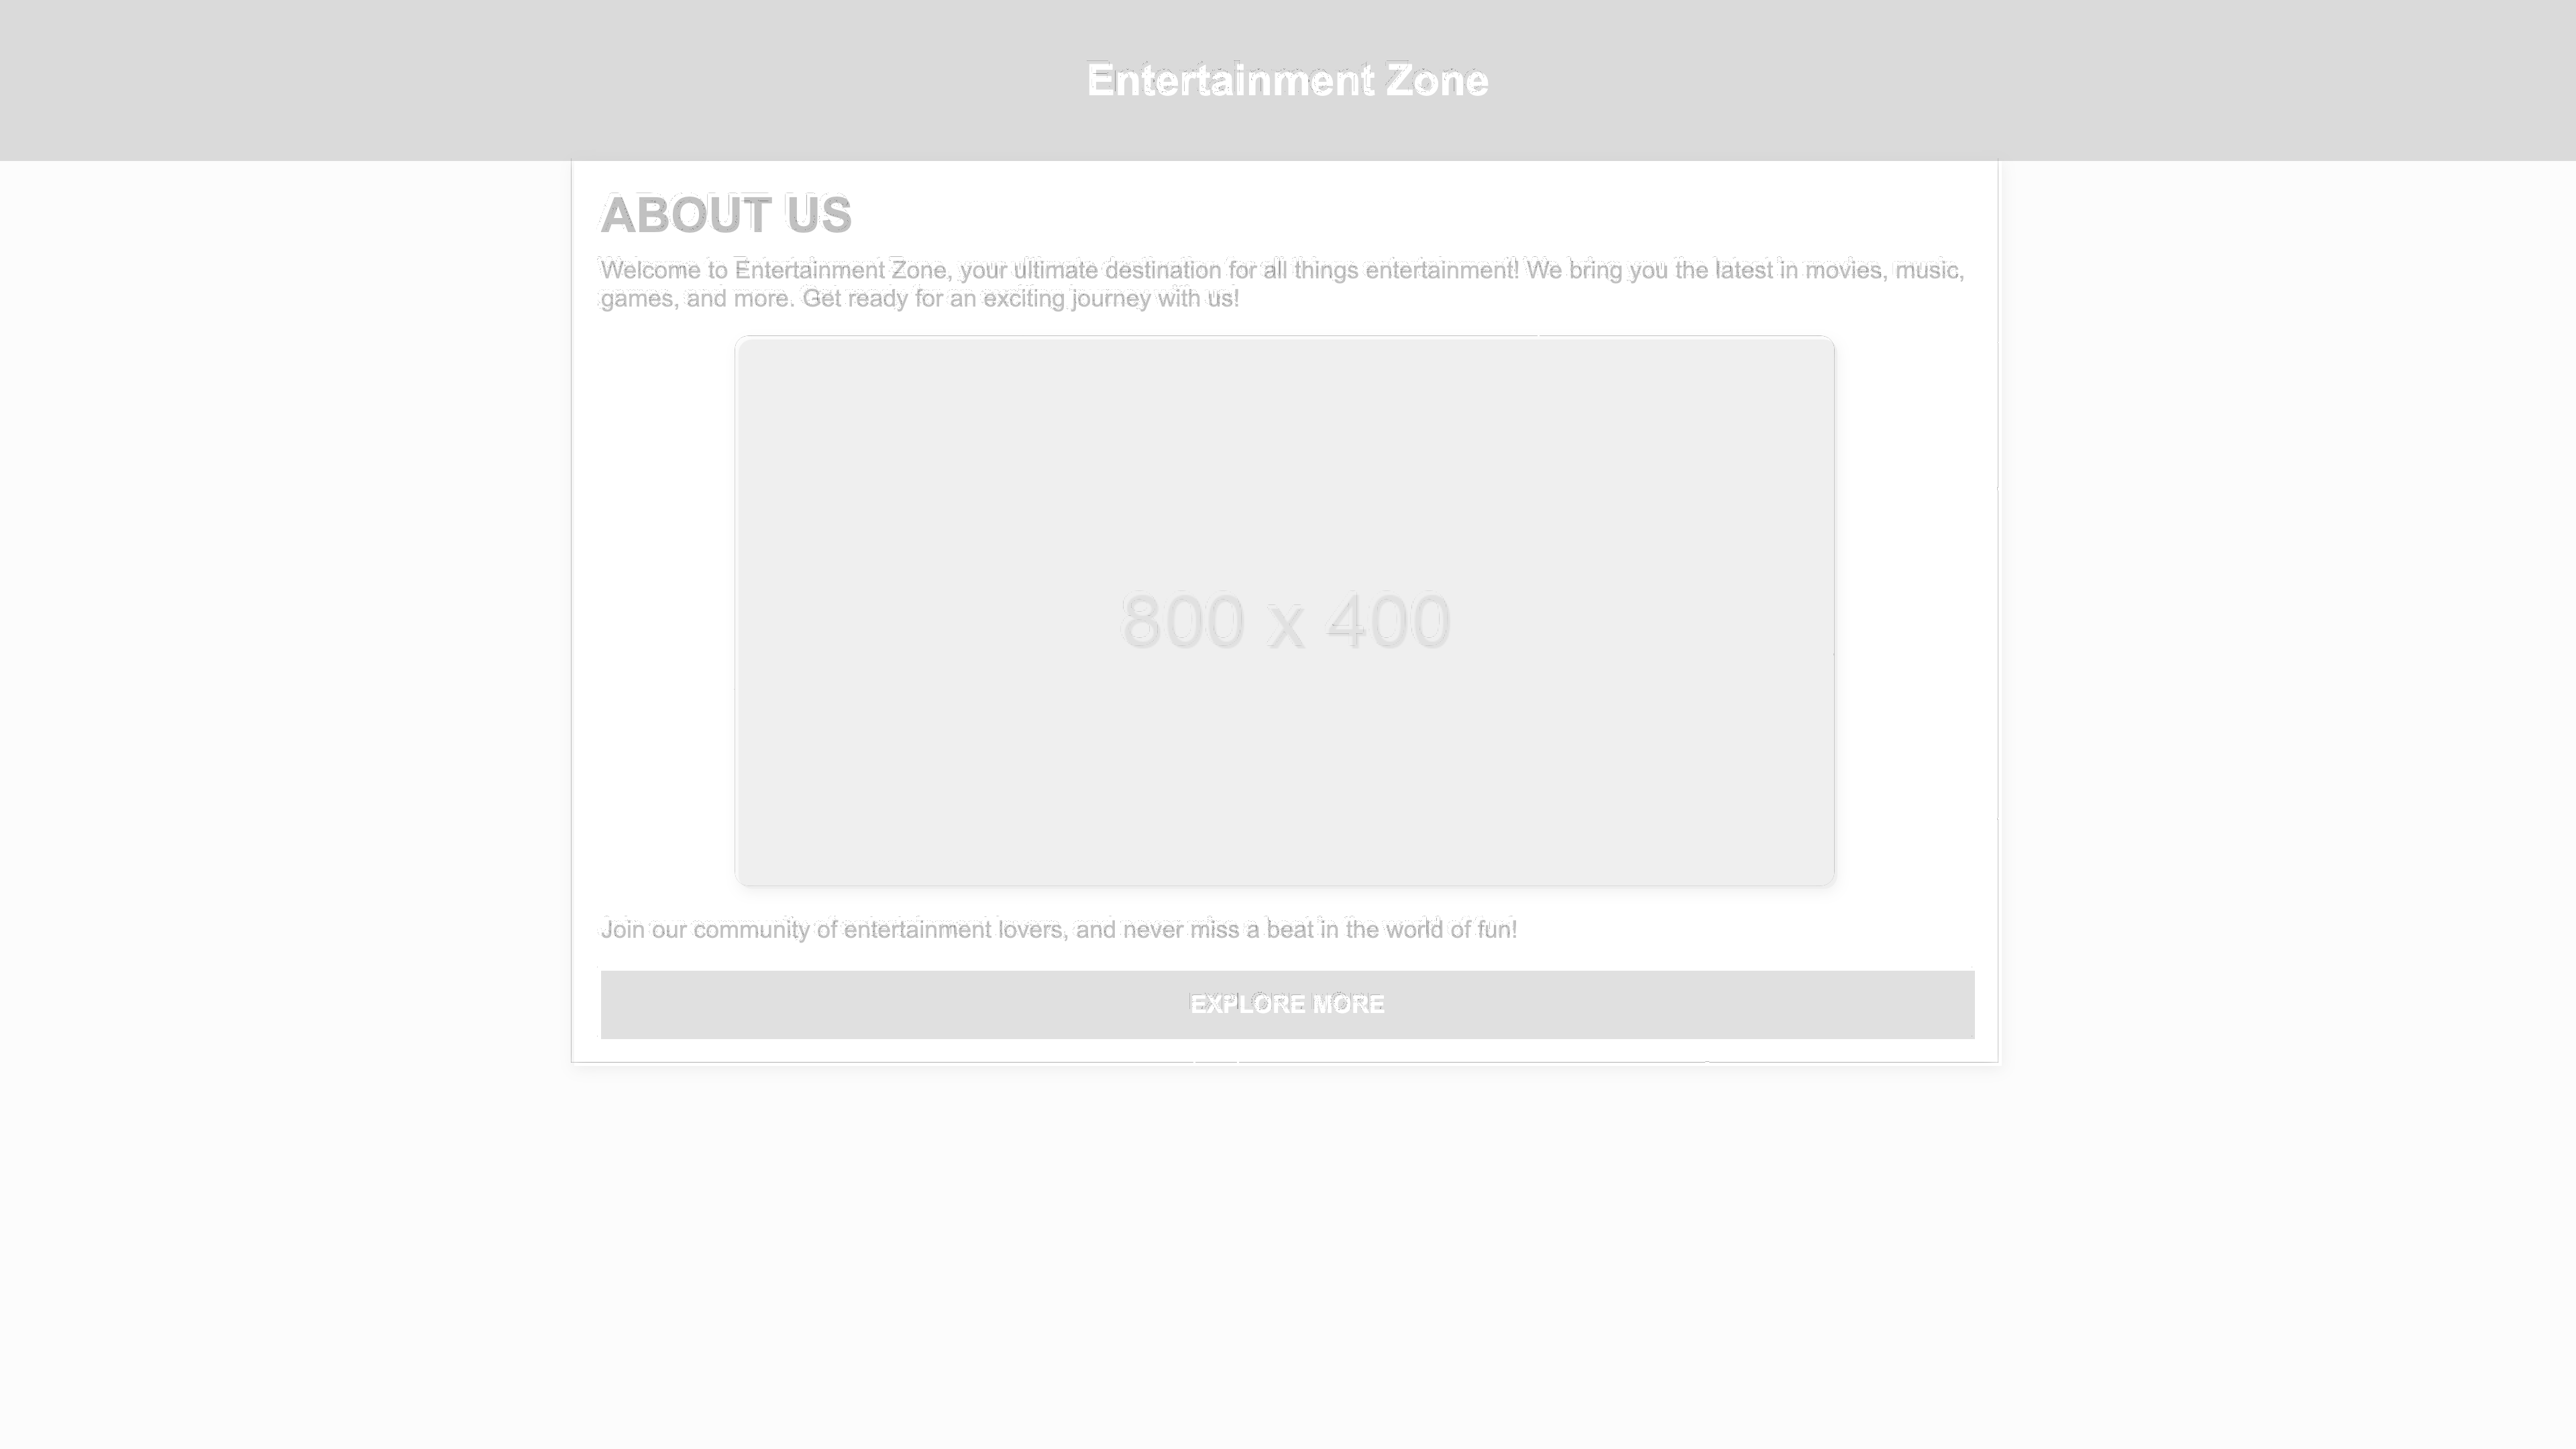 Entertainment Zone
ABOUT US
Welcome to Entertainment Zone, your ultimate destination for all things entertainment! We bring you the latest in movies, music,
games, and more. Get ready for an exciting journey with us!
800 x 400
Join our community of entertainment lovers, and never miss a beat in the world of fun!
EXPLORE MORE